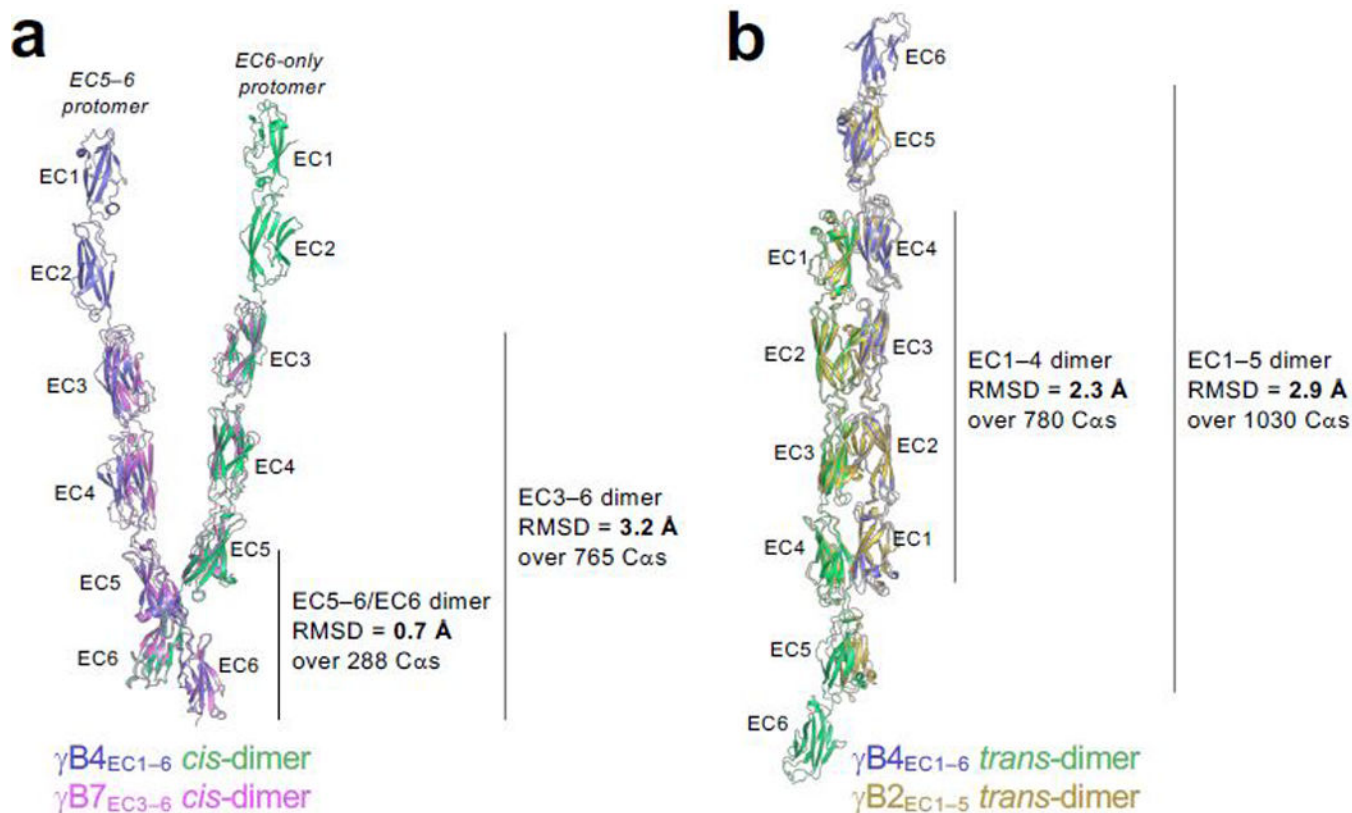 a
EC5–6
protomer
EC6-only
protomer
EC1
EC1
EC2
EC2
EC3
EC3
EC4
EC4
EC5
EC5
EC6
EC6
EC5–6/EC6 dimer
RMSD = 0.7 Å
over 288 Cαs
EC3–6 dimer
RMSD = 3.2 Å
over 765 Cαs
γB4EC1–6 cis-dimer
γB7EC3–6 cis-dimer
b
EC6
EC5
EC1
EC4
EC2
EC3
EC3
EC2
EC4
EC1
EC5
EC6
EC1–4 dimer
RMSD = 2.3 Å
over 780 Cαs
EC1–5 dimer
RMSD = 2.9 Å
over 1030 Cαs
γB4EC1–6 trans-dimer
γB2EC1–5 trans-dimer